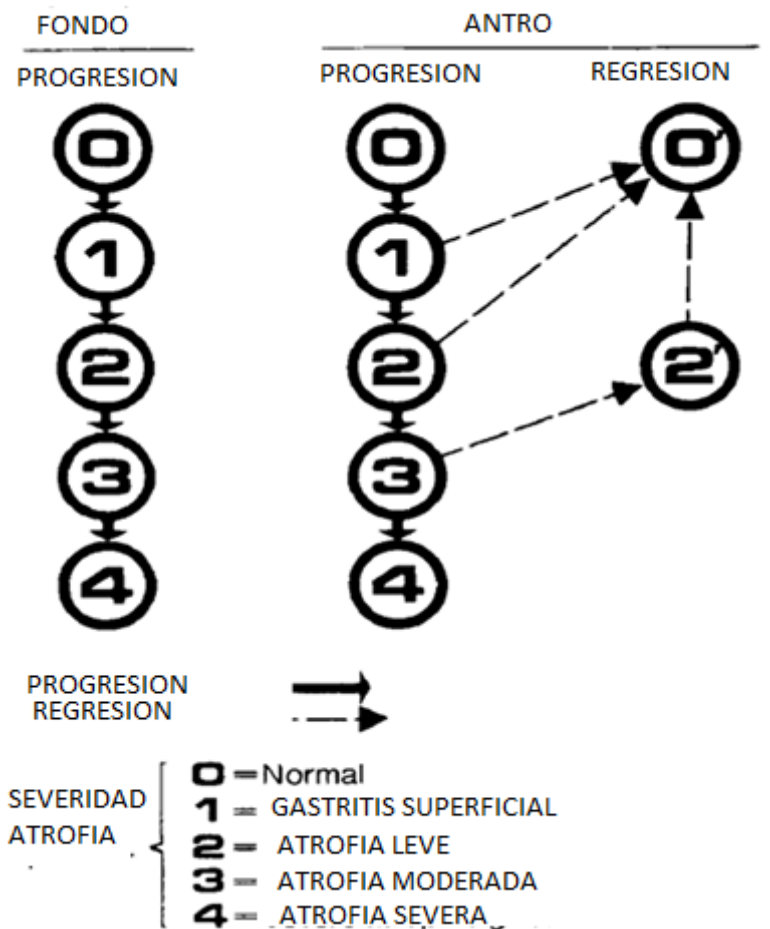 FONDO
ANTRO
PROGRESION
PROGRESION
REGRESION
0
0
0'
1
1
2
2
2'
3
3
4
4
PROGRESION
REGRESION
SEVERIDAD
ATROFIA
0 = Normal
1 = GASTRITIS SUPERFICIAL
2 = ATROFIA LEVE
3 = ATROFIA MODERADA
4 = ATROFIA SEVERA